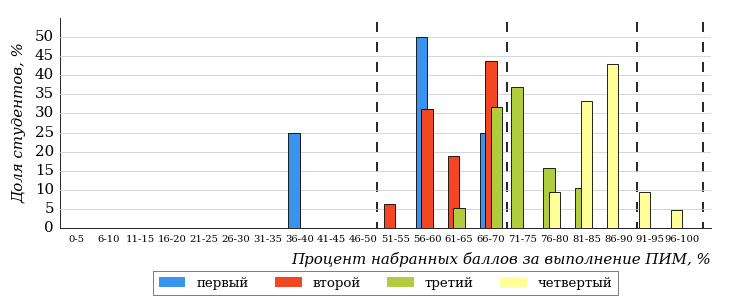 Доля студентов, %
50
45
40
35
30
25
20
15
10
5
0
0-5 6-10 11-15 16-20 21-25 26-30 31-35 36-40 41-45 46-50 51-55 56-60 61-65 66-70 71-75 76-80 81-85 86-90 91-95 96-100
Процент набранных баллов за выполнение ПИМ, %
первый второй третий четвертый